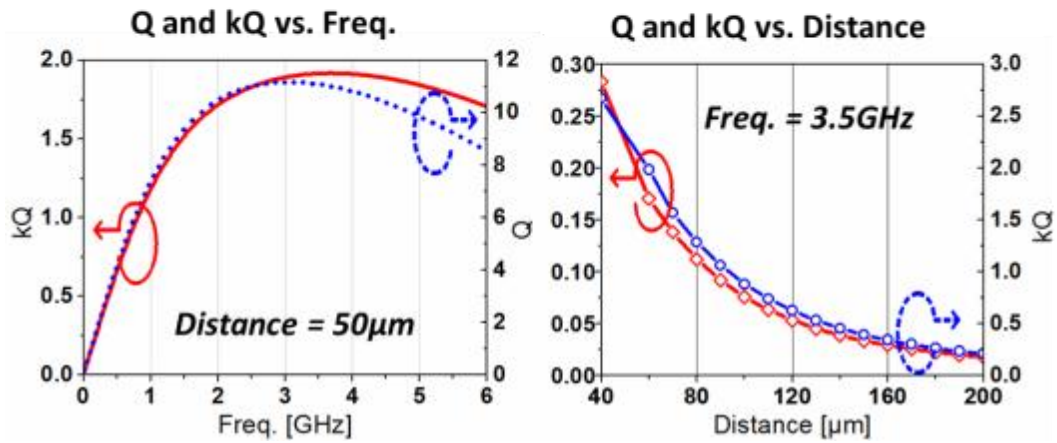 Q and kQ vs. Freq.
2.0
1.5
1.0
0.5
0.0
kQ
12
10
8
6
4
2
0
Q
0 1 2 3 4 5 6
Freq. [GHz]
Distance = 50μm
Q and kQ vs. Distance
0.30
0.25
0.20
0.15
0.10
0.05
0.00
3.0
2.5
2.0
1.5
1.0
0.5
0.0
kQ
40 80 120 160 200
Distance [μm]
Freq. = 3.5GHz